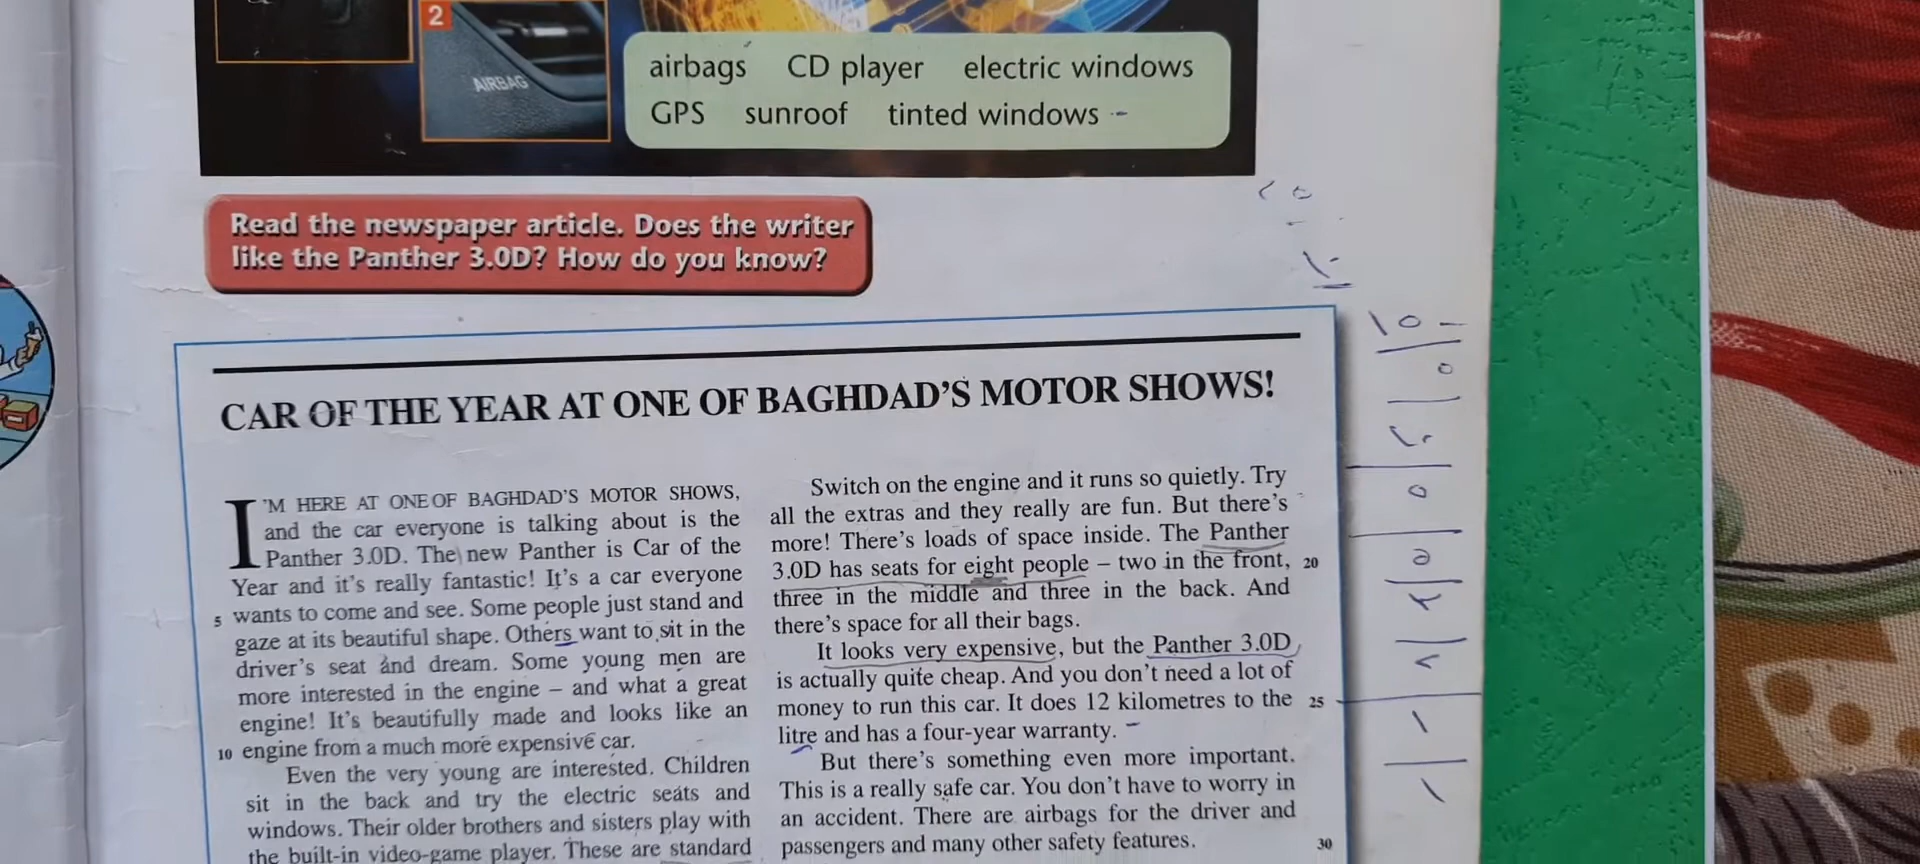 2
AIRBAG
airbags CD player electric windows
GPS sunroof tinted windows
Read the newspaper article. Does the writer
like the Panther 3.0D? How do you know?
CAR OF THE YEAR AT ONE OF BAGHDAD'S MOTOR SHOWS!
I'M HERE AT ONE OF BAGHDAD'S MOTOR SHOWS,
and the car everyone is talking about is the
Panther 3.0D. The new Panther is Car of the
Year and it's really fantastic! It's a car everyone
5 wants to come and see. Some people just stand and
gaze at its beautiful shape. Others want to sit in the
driver's seat and dream. Some young men are
more interested in the engine – and what a great
engine! It's beautifully made and looks like an
10 engine from a much more expensive car.
Even the very young are interested. Children
sit in the back and try the electric seats and
windows. Their older brothers and sisters play with
the built-in video-game player. These are standard
Switch on the engine and it runs so quietly. Try
all the extras and they really are fun. But there's
more! There's loads of space inside. The Panther
3.0D has seats for eight people – two in the front, 20
three in the middle and three in the back. And
there's space for all their bags.
It looks very expensive, but the Panther 3.0D
is actually quite cheap. And you don't need a lot of
money to run this car. It does 12 kilometres to the 25
litre and has a four-year warranty.
But there's something even more important.
This is a really safe car. You don't have to worry in
an accident. There are airbags for the driver and
passengers and many other safety features. 30